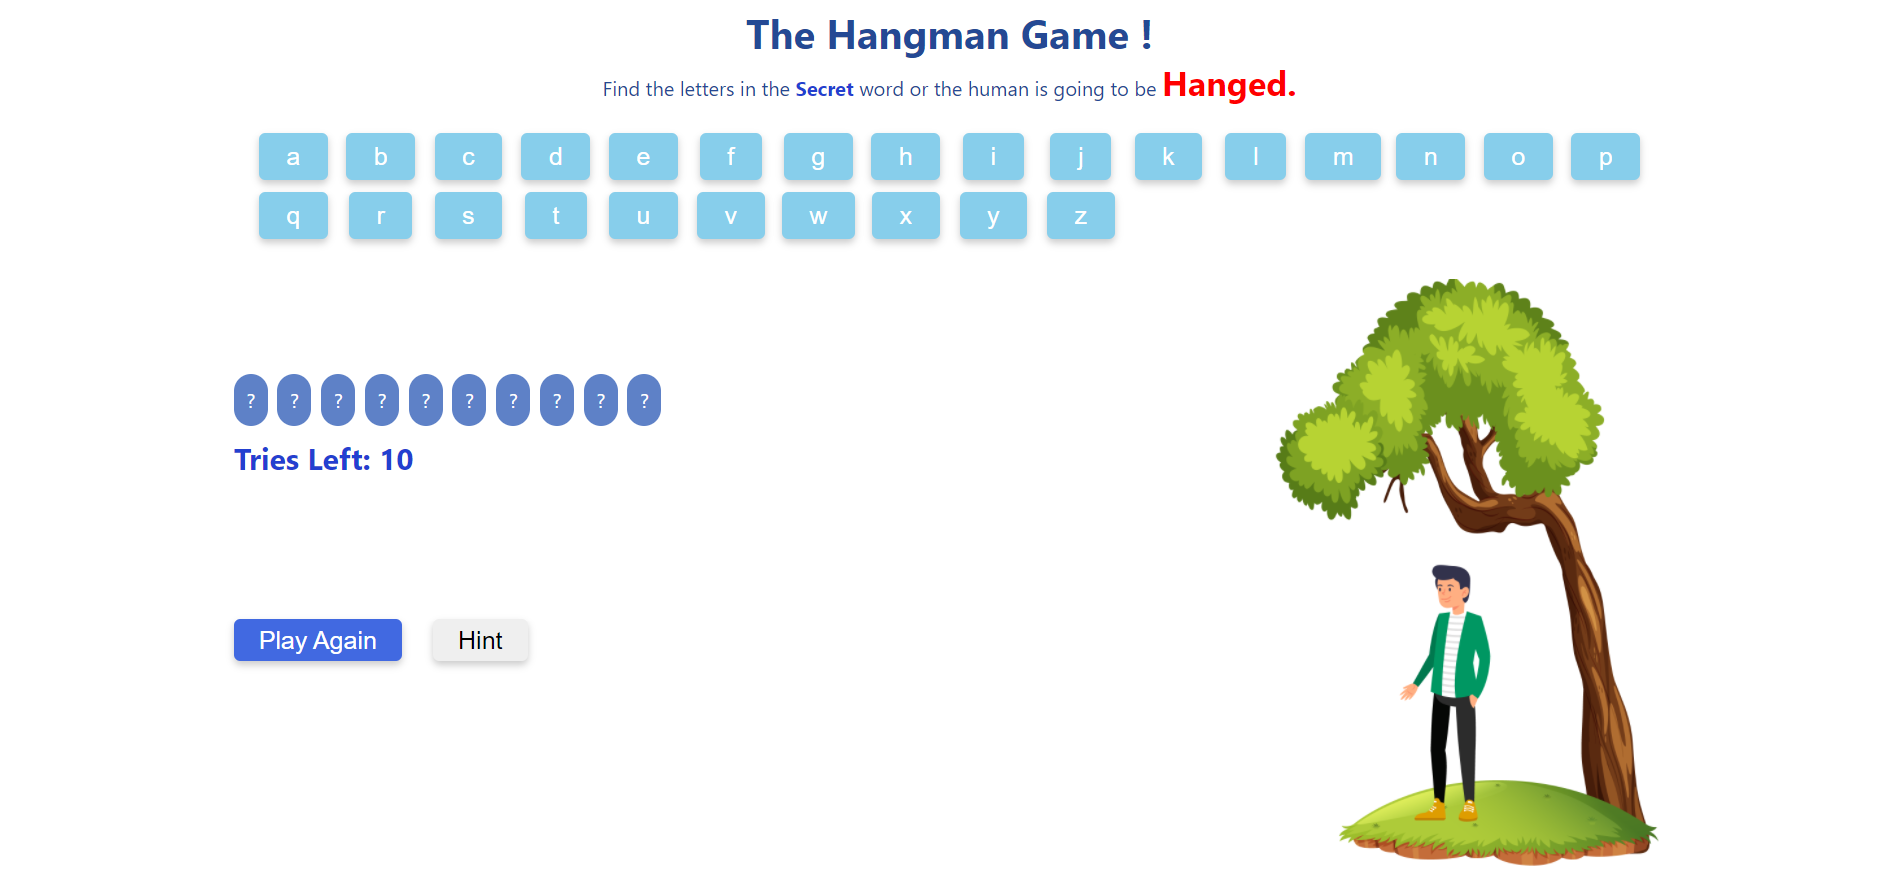 The Hangman Game !
Find the letters in the Secret word or the human is going to be Hanged.
a b c d e f g h i j k l m n o p
q r s t u v w x y z
? ? ? ? ? ? ? ? ? ?
Tries Left: 10
Play Again Hint